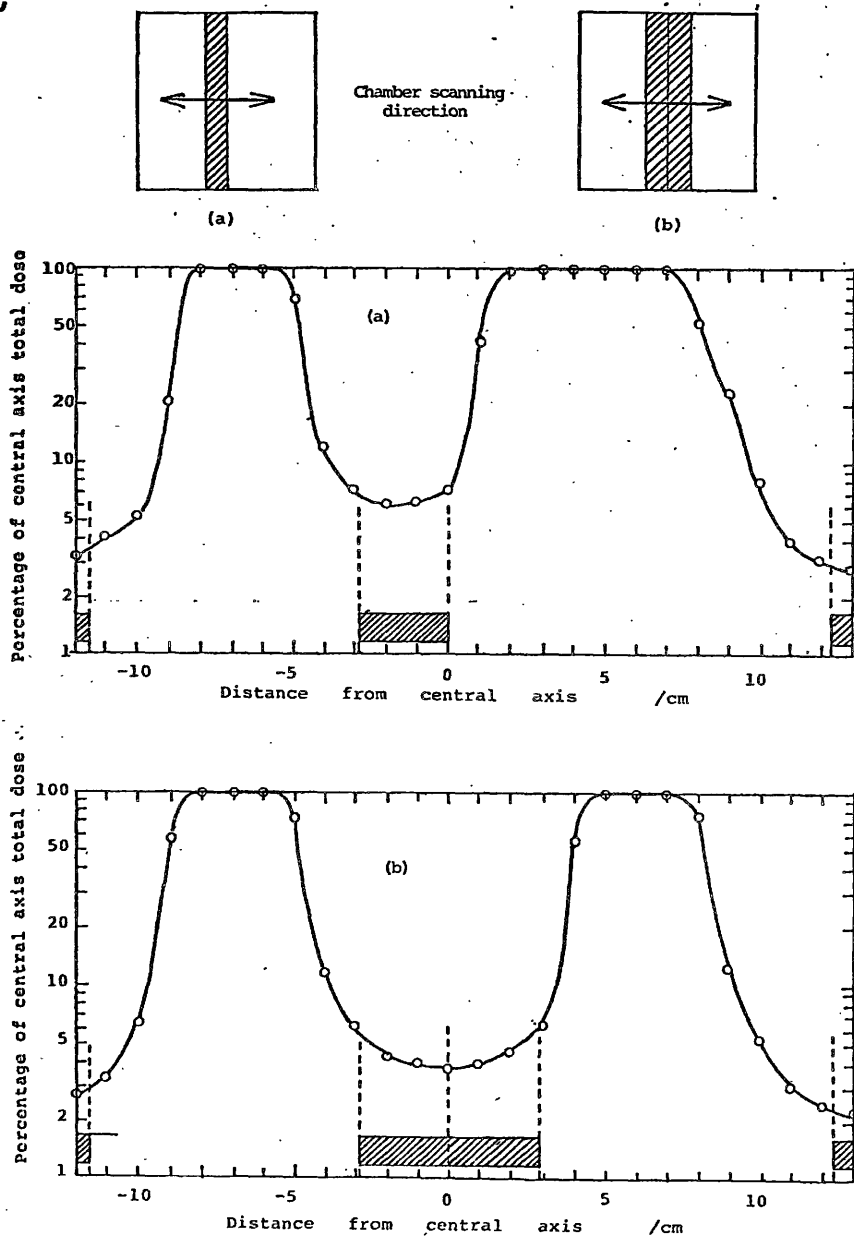 Chamber scanning
direction
(a)
(b)
Percentage of central axis total dose
100
50
20
10
5
2
1
(a)
-10
-5
0
5
10
Distance from central axis /cm
Percentage of central axis total dose
100
50
20
10
5
2
1
(b)
-10
-5
0
5
10
Distance from central axis /cm